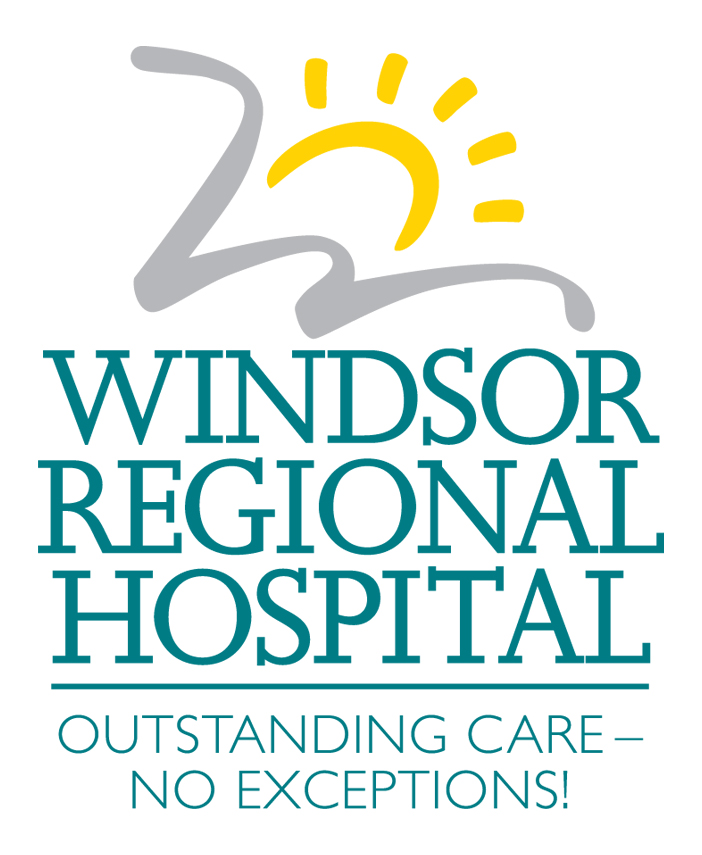 WINDSOR
REGIONAL
HOSPITAL
OUTSTANDING CARE –
NO EXCEPTIONS!